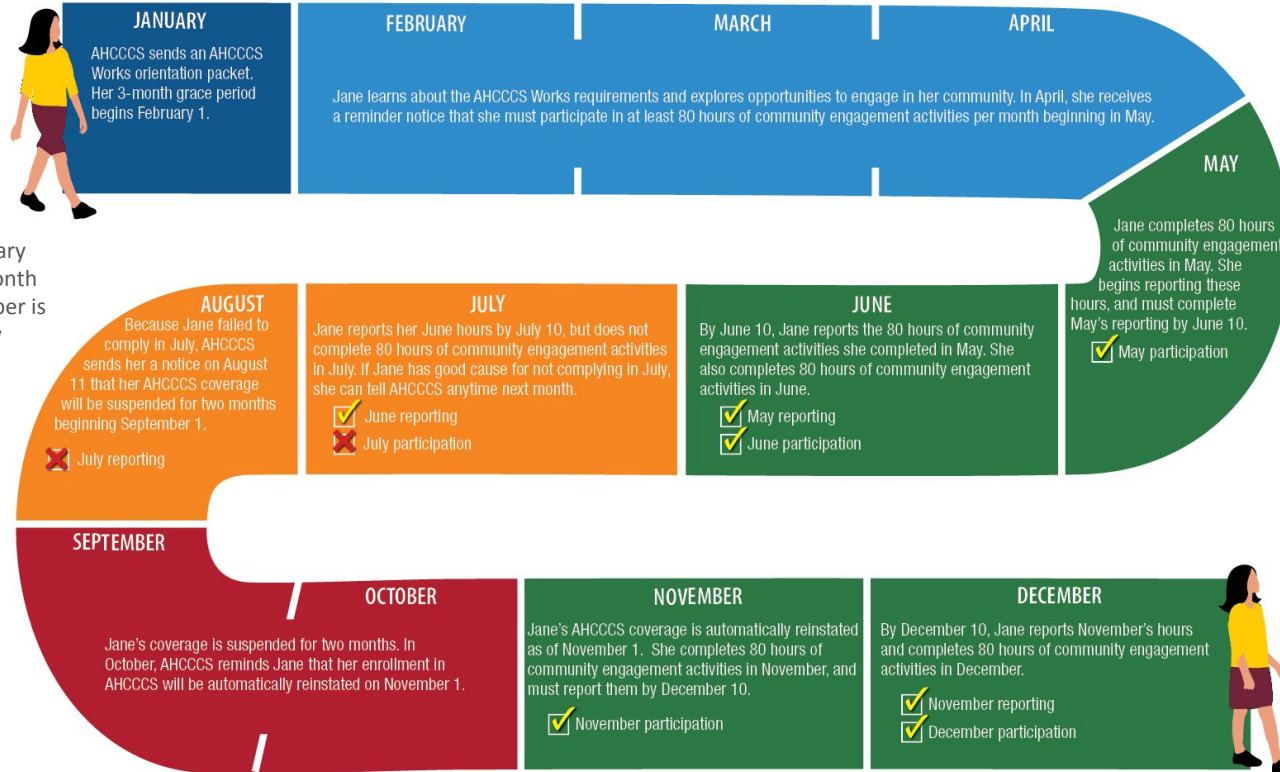 JANUARY
AHCCCS sends an AHCCCS
Works orientation packet.
Her 3-month grace period
begins February 1.
FEBRUARY
MARCH
APRIL
Jane learns about the AHCCCS Works requirements and explores opportunities to engage in her community. In April, she receives
a reminder notice that she must participate in at least 80 hours of community engagement activities per month beginning in May.
MAY
Jane completes 80 hours
of community engagement
activities in May. She
begins reporting these
hours, and must complete
May's reporting by June 10.
May participation
JUNE
By June 10, Jane reports the 80 hours of community
engagement activities she completed in May. She
also completes 80 hours of community engagement
activities in June.
May reporting
June participation
JULY
Jane reports her June hours by July 10, but does not
complete 80 hours of community engagement activities
in July. If Jane has good cause for not complying in July,
she can tell AHCCCS anytime next month.
June reporting
July participation
AUGUST
Because Jane failed to
comply in July, AHCCCS
sends her a notice on August
11 that her AHCCCS coverage
will be suspended for two months
beginning September 1.
July reporting
SEPTEMBER
OCTOBER
Jane's coverage is suspended for two months. In
October, AHCCCS reminds Jane that her enrollment in
AHCCCS will be automatically reinstated on November 1.
NOVEMBER
Jane's AHCCCS coverage is automatically reinstated
as of November 1. She completes 80 hours of
community engagement activities in November, and
must report them by December 10.
November participation
DECEMBER
By December 10, Jane reports November's hours
and completes 80 hours of community engagement
activities in December.
November reporting
December participation
is